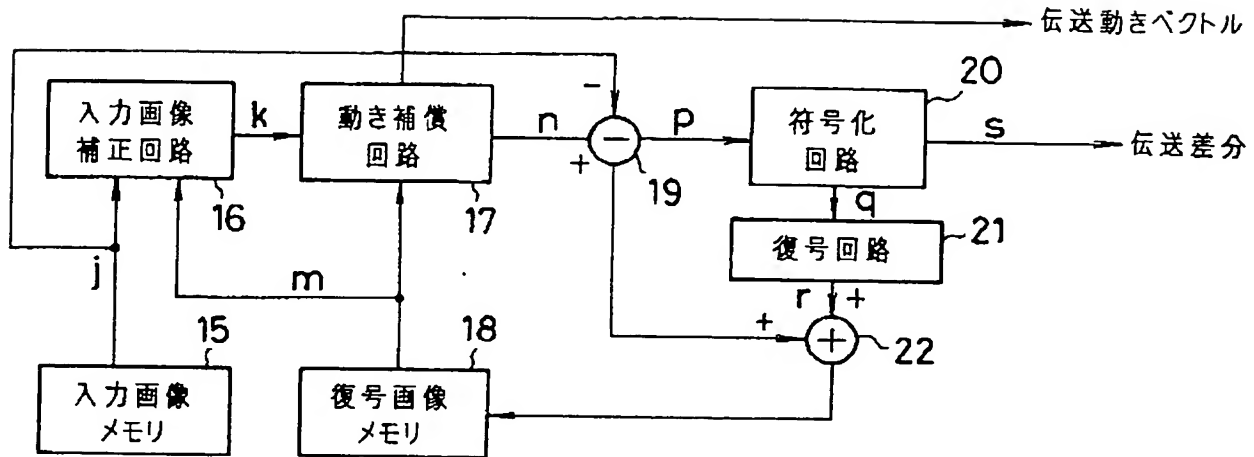 伝送動きベクトル
入力画像
補正回路
k
動き補償
回路
n
−
−
+
p
符号化
回路
20
s
伝送差分
16
17
19
q
復号回路
21
j
m
r
+
+
+
22
15
入力画像
メモリ
18
復号画像
メモリ